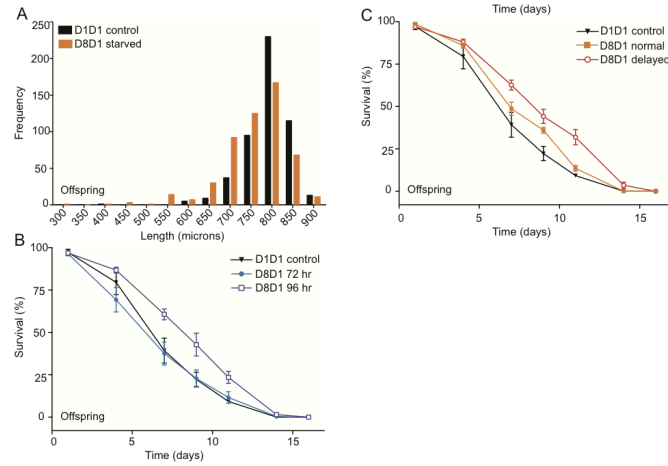 A
D1D1 control
D8D1 starved
Frequency
250
200
150
100
50
0
Offspring
300
350
400
450
500
550
600
650
700
750
800
850
900
Length (microns)
B
D1D1 control
D8D1 72 hr
D8D1 96 hr
Survival (%)
100
75
50
25
0
Offspring
0
5
10
15
Time (days)
Time (days)
C
D1D1 control
D8D1 normal
D8D1 delayed
Survival (%)
100
75
50
25
0
Offspring
0
5
10
15
Time (days)